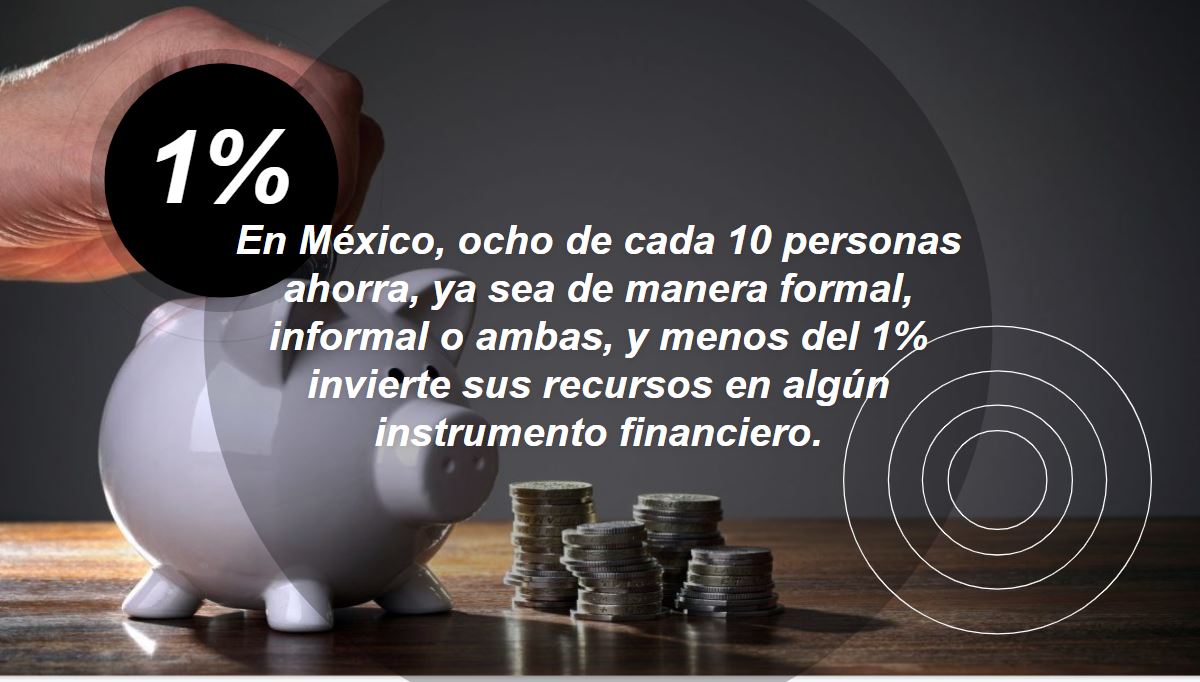 1%
En México, ocho de cada 10 personas
ahorra, ya sea de manera formal,
informal o ambas, y menos del 1%
invierte sus recursos en algún
instrumento financiero.